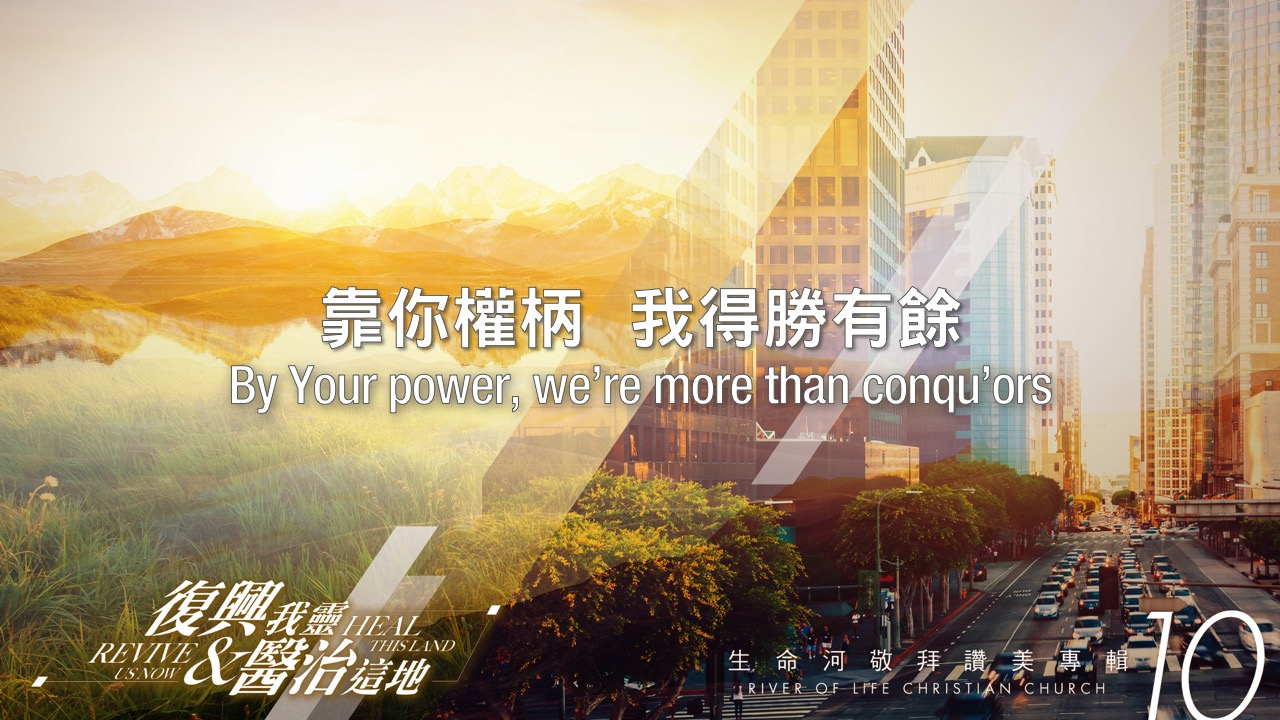 靠你權柄 我得勝有餘
By Your power, we're more than conqu'ors
復興我靈 HEAL THIS LAND
REVIVE US NOW & 醫治這地
生命河敬拜讚美專輯 10
RIVER OF LIFE CHRISTIAN CHURCH